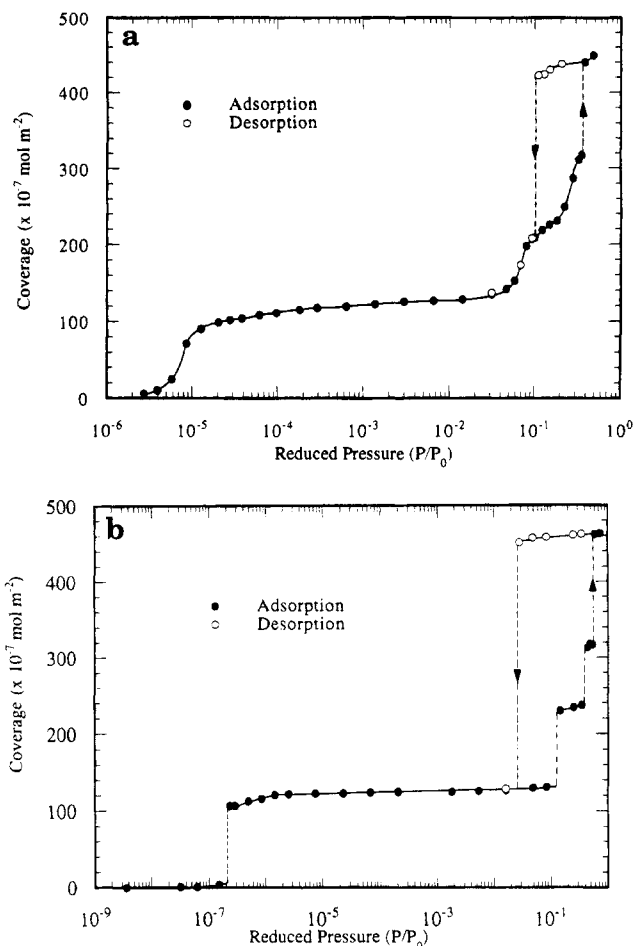 a
500
400
300
200
100
0
Coverage (x 10⁻⁷ mol m⁻²)
Adsorption
Desorption
10⁻⁶ 10⁻⁵ 10⁻⁴ 10⁻³ 10⁻² 10⁻¹ 10⁰
Reduced Pressure (P/P₀)
b
500
400
300
200
100
0
Coverage (x 10⁻⁷ mol m⁻²)
Adsorption
Desorption
10⁻⁹ 10⁻⁷ 10⁻⁵ 10⁻³ 10⁻¹
Reduced Pressure (P/P₀)